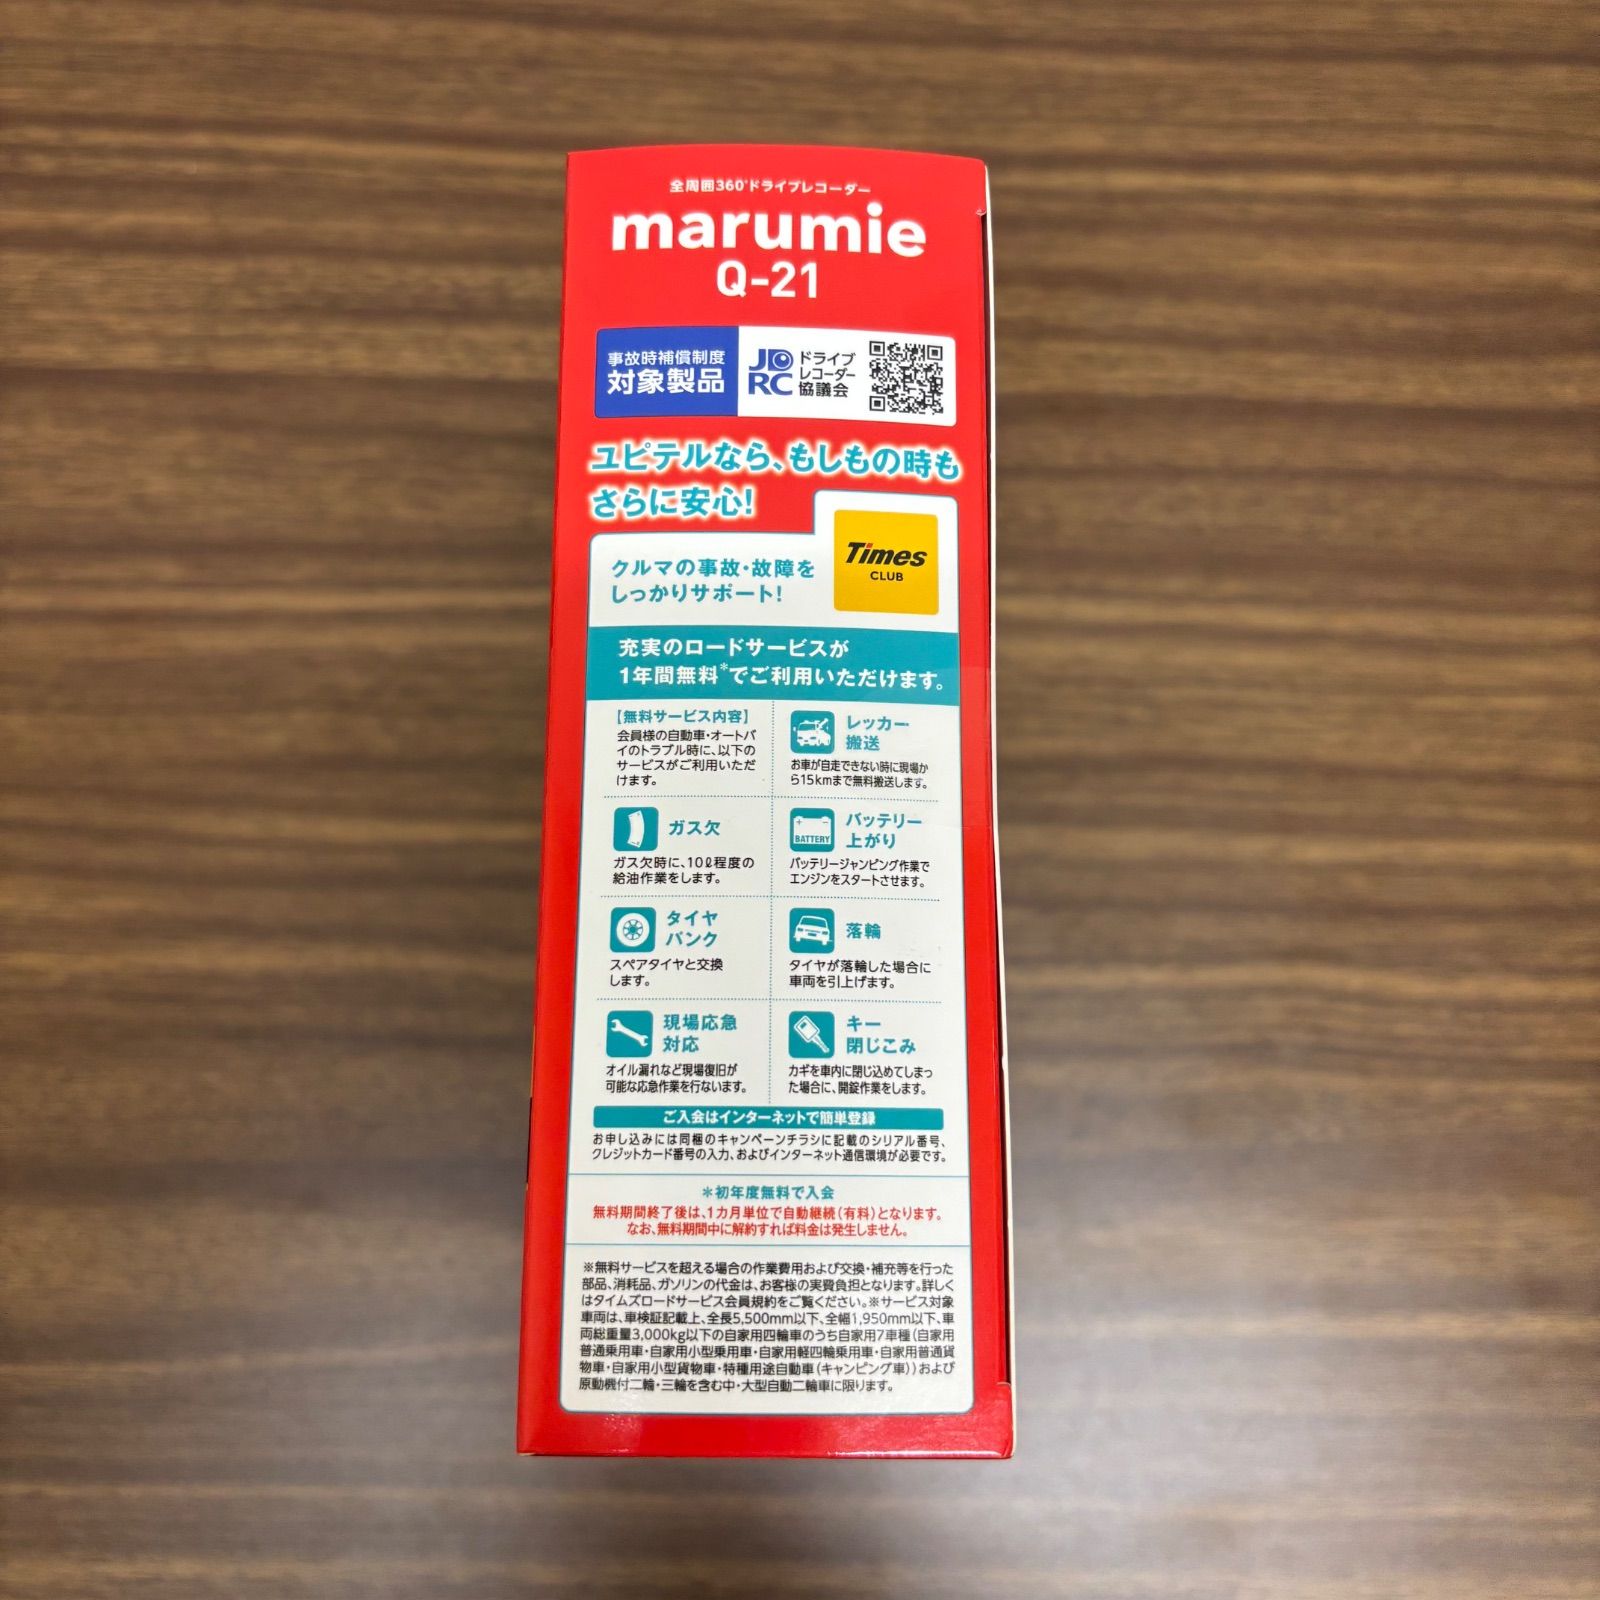 全周囲360°ドライブレコーダー
marumie
Q-21
事故時補償制度
対象製品
JDRC
ドライブ
レコーダー
協議会
ユピテルなら、もしもの時も
さらに安心！
クルマの事故・故障を
しっかりサポート！
Times
CLUB
充実のロードサービスが
1年間無料*でご利用いただけます。
【無料サービス内容】
会員様の自動車・オートバ
イのトラブル時に、以下の
サービスがご利用いただ
けます。
レッカー
搬送
お車が自走できない時に現場か
ら15kmまで無料搬送します。
ガス欠
ガス欠時に、10ℓ程度の
給油作業をします。
BATTERY
バッテリー
上がり
バッテリージャンピング作業で
エンジンをスタートさせます。
タイヤ
パンク
スペアタイヤと交換
します。
落輪
タイヤが落輪した場合に
車両を引上げます。
現場応急
対応
オイル漏れなど現場復旧が
可能な応急作業を行ないます。
キー
閉じこみ
カギを車内に閉じ込めてしまっ
た場合に、開錠作業をします。
ご入会はインターネットで簡単登録
お申し込みには同梱のキャンペーンチラシに記載のシリアル番号、
クレジットカード番号の入力、およびインターネット通信環境が必要です。
＊初年度無料で入会
無料期間終了後は、1カ月単位で自動継続（有料）となります。
なお、無料期間中に解約すれば料金は発生しません。
※無料サービスを超える場合の作業費用および交換・補充等を行った
部品、消耗品、ガソリンの代金は、お客様の実費負担となります。詳しく
はタイムズロードサービス会員規約をご覧ください。※サービス対象
車両は、車検証記載上、全長5,500mm以下、全幅1,950mm以下、車
両総重量3,000kg以下の自家用四輪車のうち自家用7車種（自家用
普通乗用車・自家用小型乗用車・自家用軽四輪乗用車・自家用普通貨
物車・自家用小型貨物車・特種用途自動車（キャンピング車））および
原動機付二輪・三輪を含む中・大型自動二輪車に限ります。